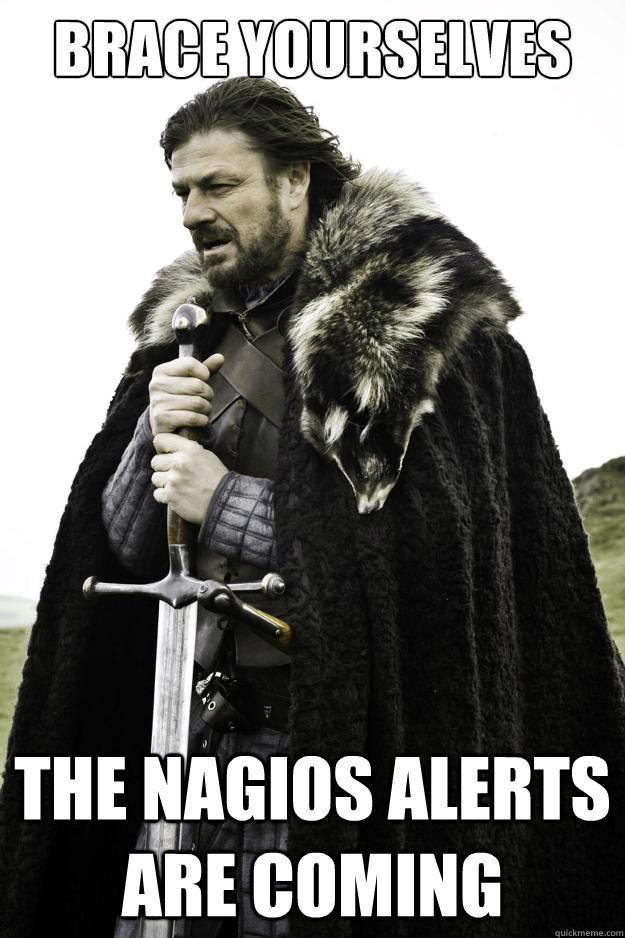 BRACE YOURSELVES
THE NAGIOS ALERTS
ARE COMING
quickmeme.com